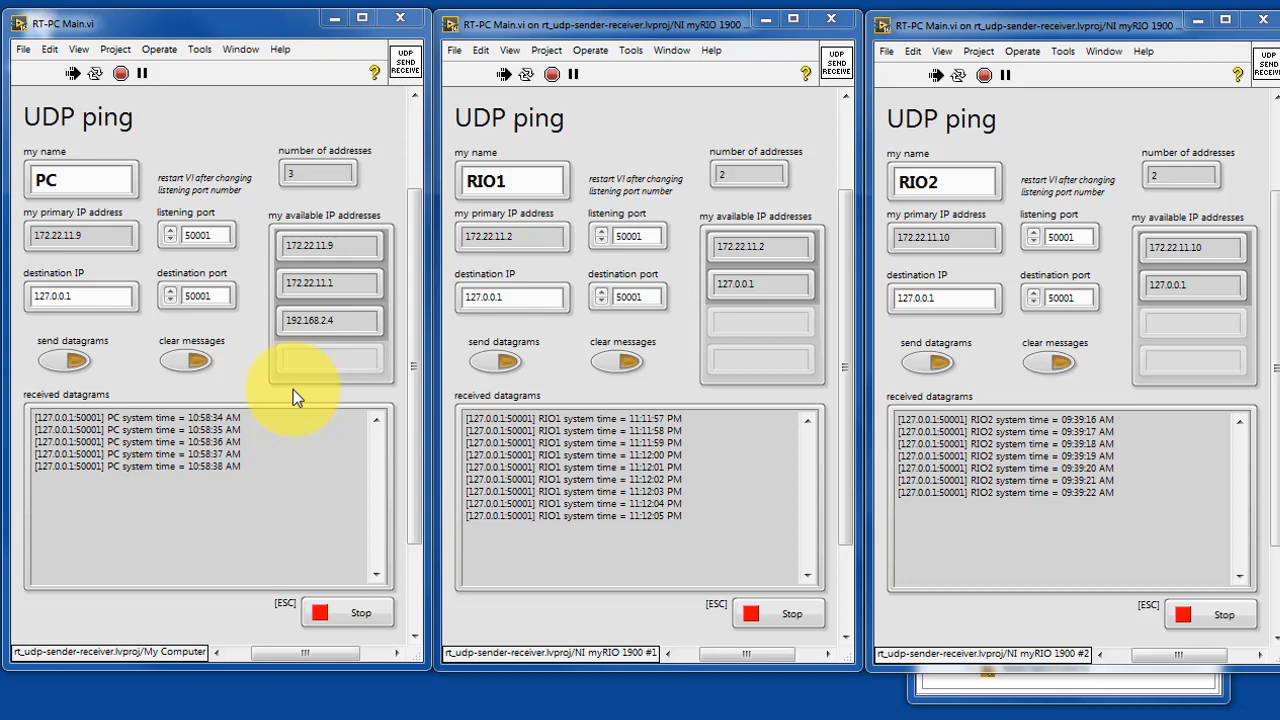 RT-PC Main.vi
File Edit View Project Operate Tools Window Help
UDP
SEND
RECEIVE
?
UDP ping
my name
PC
restart VI after changing
listening port number
number of addresses
3
my primary IP address
172.22.11.9
listening port
50001
my available IP addresses
172.22.11.9
172.22.11.1
192.168.2.4
destination IP
127.0.0.1
destination port
50001
send datagrams
clear messages
received datagrams
[127.0.0.1:50001] PC system time = 10:58:34 AM
[127.0.0.1:50001] PC system time = 10:58:35 AM
[127.0.0.1:50001] PC system time = 10:58:36 AM
[127.0.0.1:50001] PC system time = 10:58:37 AM
[127.0.0.1:50001] PC system time = 10:58:38 AM
[ESC]
Stop
rt_udp-sender-receiver.lvproj/My Computer
RT-PC Main.vi on rt_udp-sender-receiver.lvproj/NI myRIO 1900 ...
File Edit View Project Operate Tools Window Help
UDP
SEND
RECEIVE
?
UDP ping
my name
RIO1
restart VI after changing
listening port number
number of addresses
2
my primary IP address
172.22.11.2
listening port
50001
my available IP addresses
172.22.11.2
127.0.0.1
destination IP
127.0.0.1
destination port
50001
send datagrams
clear messages
received datagrams
[127.0.0.1:50001] RIO1 system time = 11:11:57 PM
[127.0.0.1:50001] RIO1 system time = 11:11:58 PM
[127.0.0.1:50001] RIO1 system time = 11:11:59 PM
[127.0.0.1:50001] RIO1 system time = 11:12:00 PM
[127.0.0.1:50001] RIO1 system time = 11:12:01 PM
[127.0.0.1:50001] RIO1 system time = 11:12:02 PM
[127.0.0.1:50001] RIO1 system time = 11:12:03 PM
[127.0.0.1:50001] RIO1 system time = 11:12:04 PM
[127.0.0.1:50001] RIO1 system time = 11:12:05 PM
[ESC]
Stop
rt_udp-sender-receiver.lvproj/NI myRIO 1900 #1
RT-PC Main.vi on rt_udp-sender-receiver.lvproj/NI myRIO 1900 ...
File Edit View Project Operate Tools Window Help
UDP
SEND
RECEIVE
?
UDP ping
my name
RIO2
restart VI after changing
listening port number
number of addresses
2
my primary IP address
172.22.11.10
listening port
50001
my available IP addresses
172.22.11.10
127.0.0.1
destination IP
127.0.0.1
destination port
50001
send datagrams
clear messages
received datagrams
[127.0.0.1:50001] RIO2 system time = 09:39:16 AM
[127.0.0.1:50001] RIO2 system time = 09:39:17 AM
[127.0.0.1:50001] RIO2 system time = 09:39:18 AM
[127.0.0.1:50001] RIO2 system time = 09:39:19 AM
[127.0.0.1:50001] RIO2 system time = 09:39:20 AM
[127.0.0.1:50001] RIO2 system time = 09:39:21 AM
[127.0.0.1:50001] RIO2 system time = 09:39:22 AM
[ESC]
Stop
rt_udp-sender-receiver.lvproj/NI myRIO 1900 #2